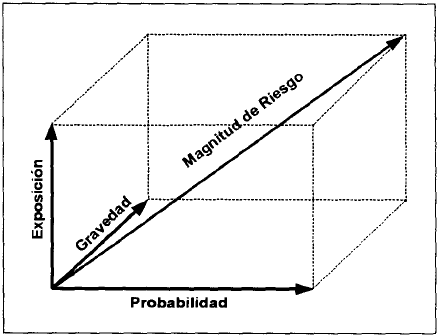 Magnitud de Riesgo
Exposición
Gravedad
Probabilidad